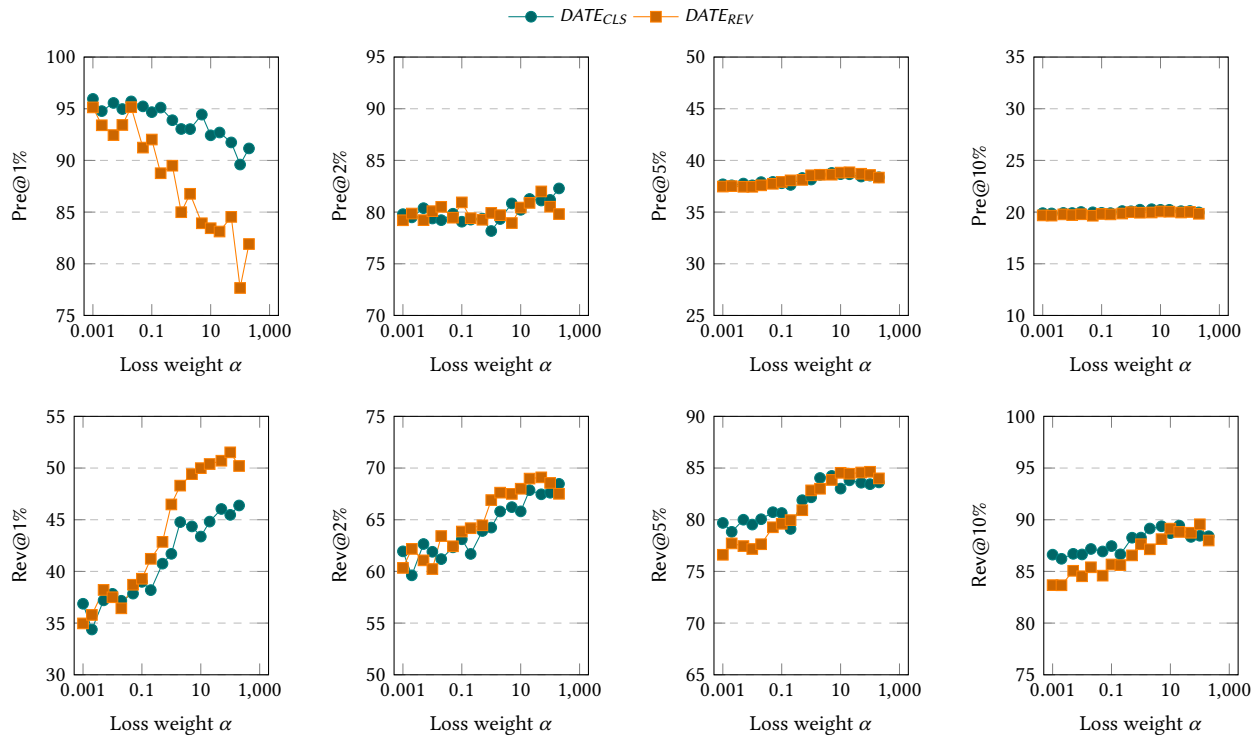 DATE_CLS DATE_REV
100
95
90
85
80
75
Pre@1%
0.001 0.1 10 1,000
Loss weight α
95
90
85
80
75
70
Pre@2%
0.001 0.1 10 1,000
Loss weight α
50
45
40
35
30
25
Pre@5%
0.001 0.1 10 1,000
Loss weight α
35
30
25
20
15
10
Pre@10%
0.001 0.1 10 1,000
Loss weight α
55
50
45
40
35
30
Rev@1%
0.001 0.1 10 1,000
Loss weight α
75
70
65
60
55
50
Rev@2%
0.001 0.1 10 1,000
Loss weight α
90
85
80
75
70
65
Rev@5%
0.001 0.1 10 1,000
Loss weight α
100
95
90
85
80
75
Rev@10%
0.001 0.1 10 1,000
Loss weight α